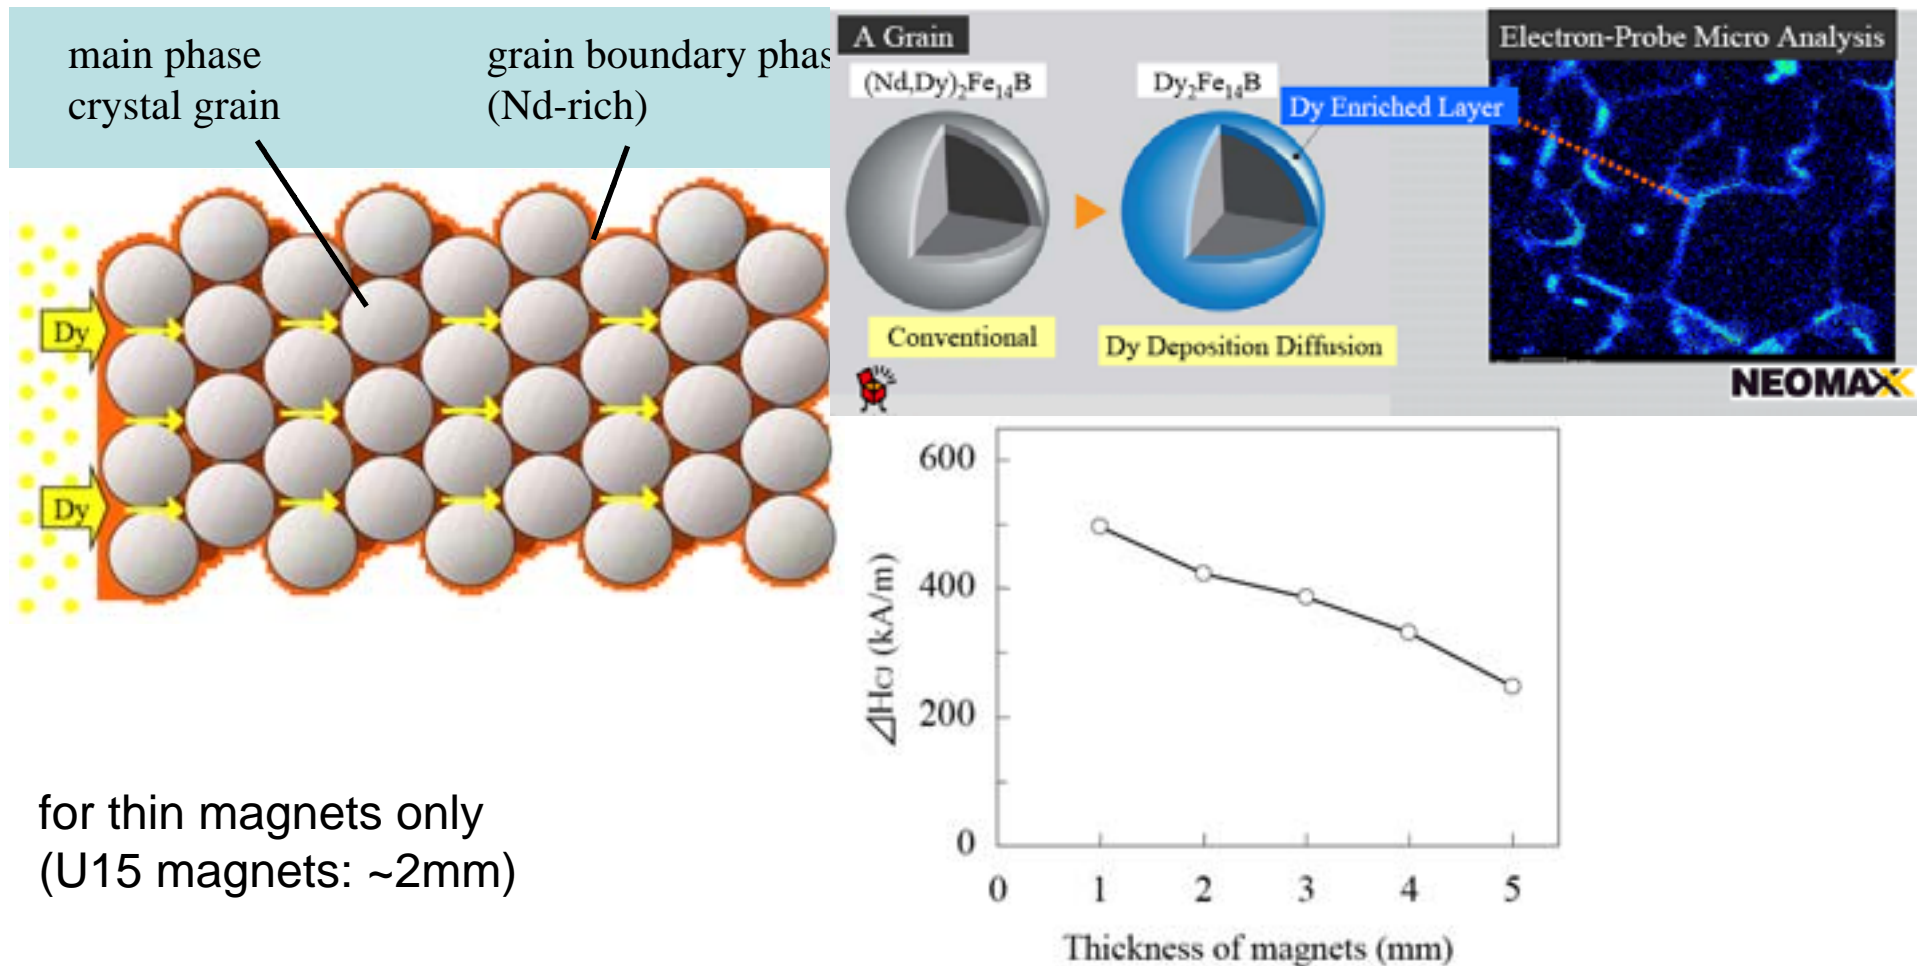 main phase
crystal grain
grain boundary phas
(Nd-rich)
Dy
Dy
A Grain
(Nd,Dy)₂Fe₁₄B
Dy₂Fe₁₄B
Dy Enriched Layer
Conventional
Dy Deposition Diffusion
Electron-Probe Micro Analysis
NEOMAX
600
400
200
0
⊿HcJ (kA/m)
0 1 2 3 4 5
Thickness of magnets (mm)
for thin magnets only
(U15 magnets: ~2mm)